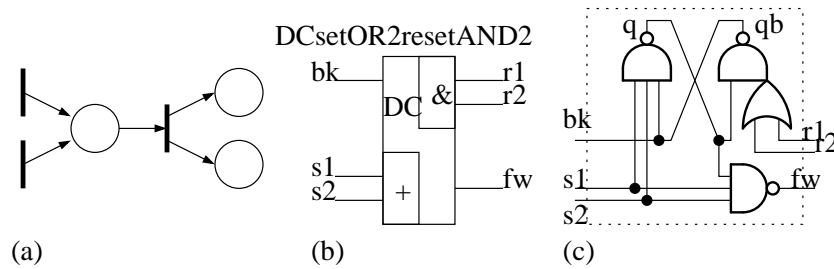 DCsetOR2resetAND2
bk
r1
DC
&
r2
s1
s2
+
fw
q
qb
bk
r1
r2
s1
fw
s2
(a)
(b)
(c)